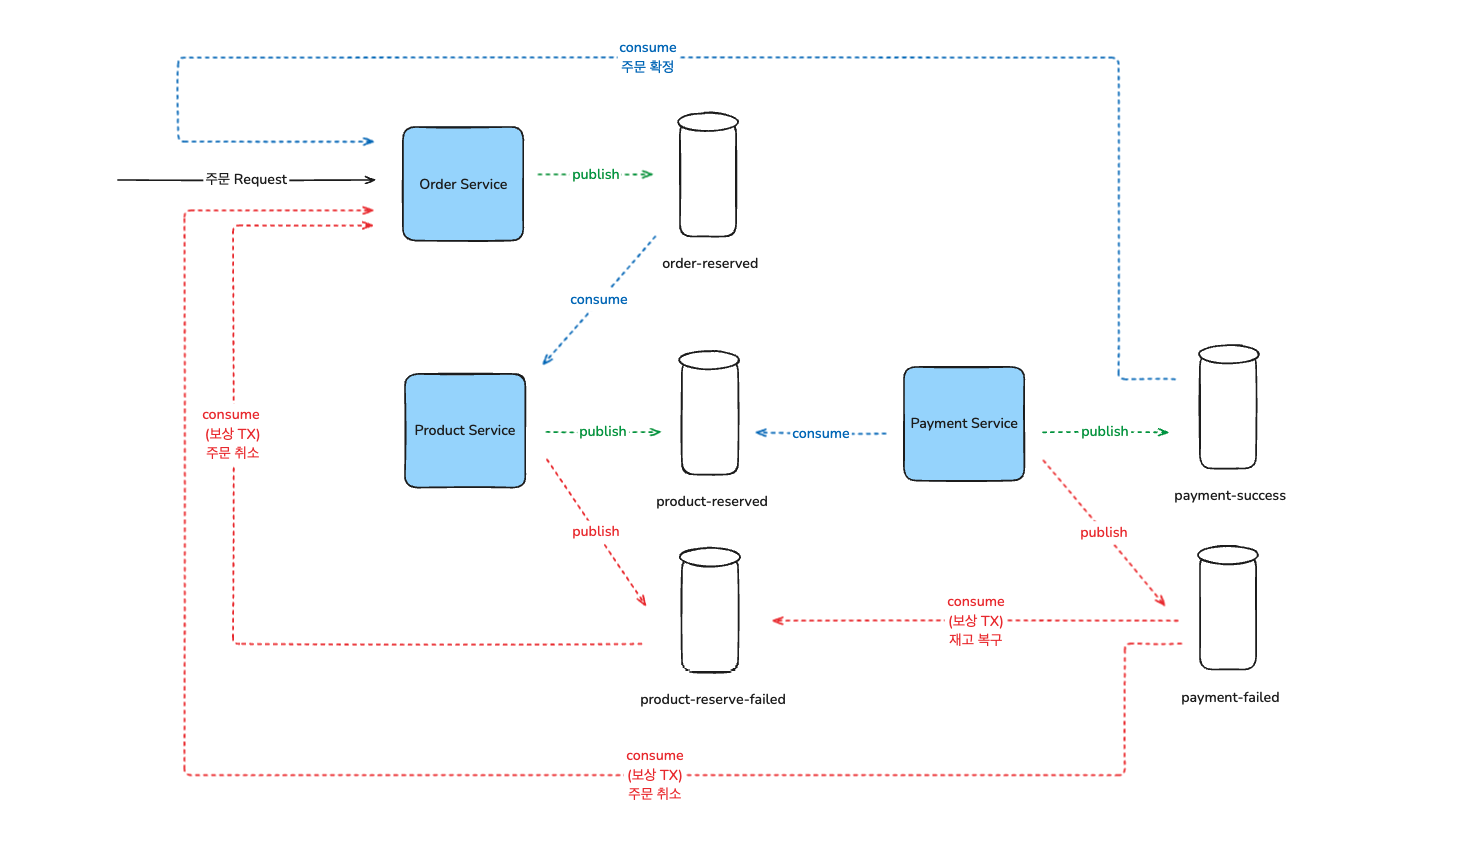 consume
주문 확정
주문 Request
Order Service
publish
order-reserved
consume
consume
(보상 TX)
주문 취소
Product Service
publish
consume
Payment Service
publish
payment-success
product-reserved
publish
publish
consume
(보상 TX)
재고 복구
product-reserve-failed
payment-failed
consume
(보상 TX)
주문 취소